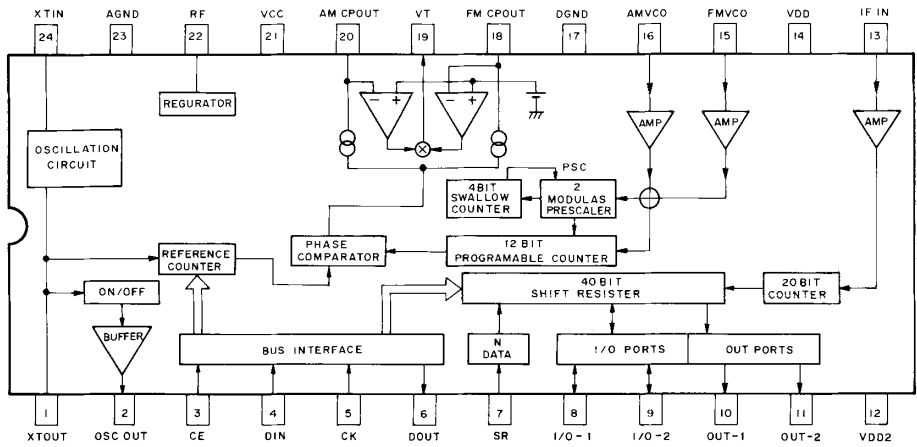 XTIN AGND RF VCC AM CPOUT VT FM CPOUT DGND AMVCO FMVCO VDD IF IN
24 23 22 21 20 19 18 17 16 15 14 13
REGURATOR
- + - +
AMP AMP AMP
OSCILLATION
CIRCUIT
PSC
4BIT
SWALLOW
COUNTER
2
MODULAS
PRESCALER
PHASE
COMPARATOR
12 BIT
PROGRAMABLE COUNTER
REFERENCE
COUNTER
40 BIT
SHIFT RESISTER
20 BIT
COUNTER
ON/OFF
BUFFER
BUS INTERFACE
N
DATA
I/O PORTS
OUT PORTS
1 2 3 4 5 6 7 8 9 10 11 12
XTOUT OSC OUT CE DIN CK DOUT SR I/O-1 I/O-2 OUT-1 OUT-2 VDD2